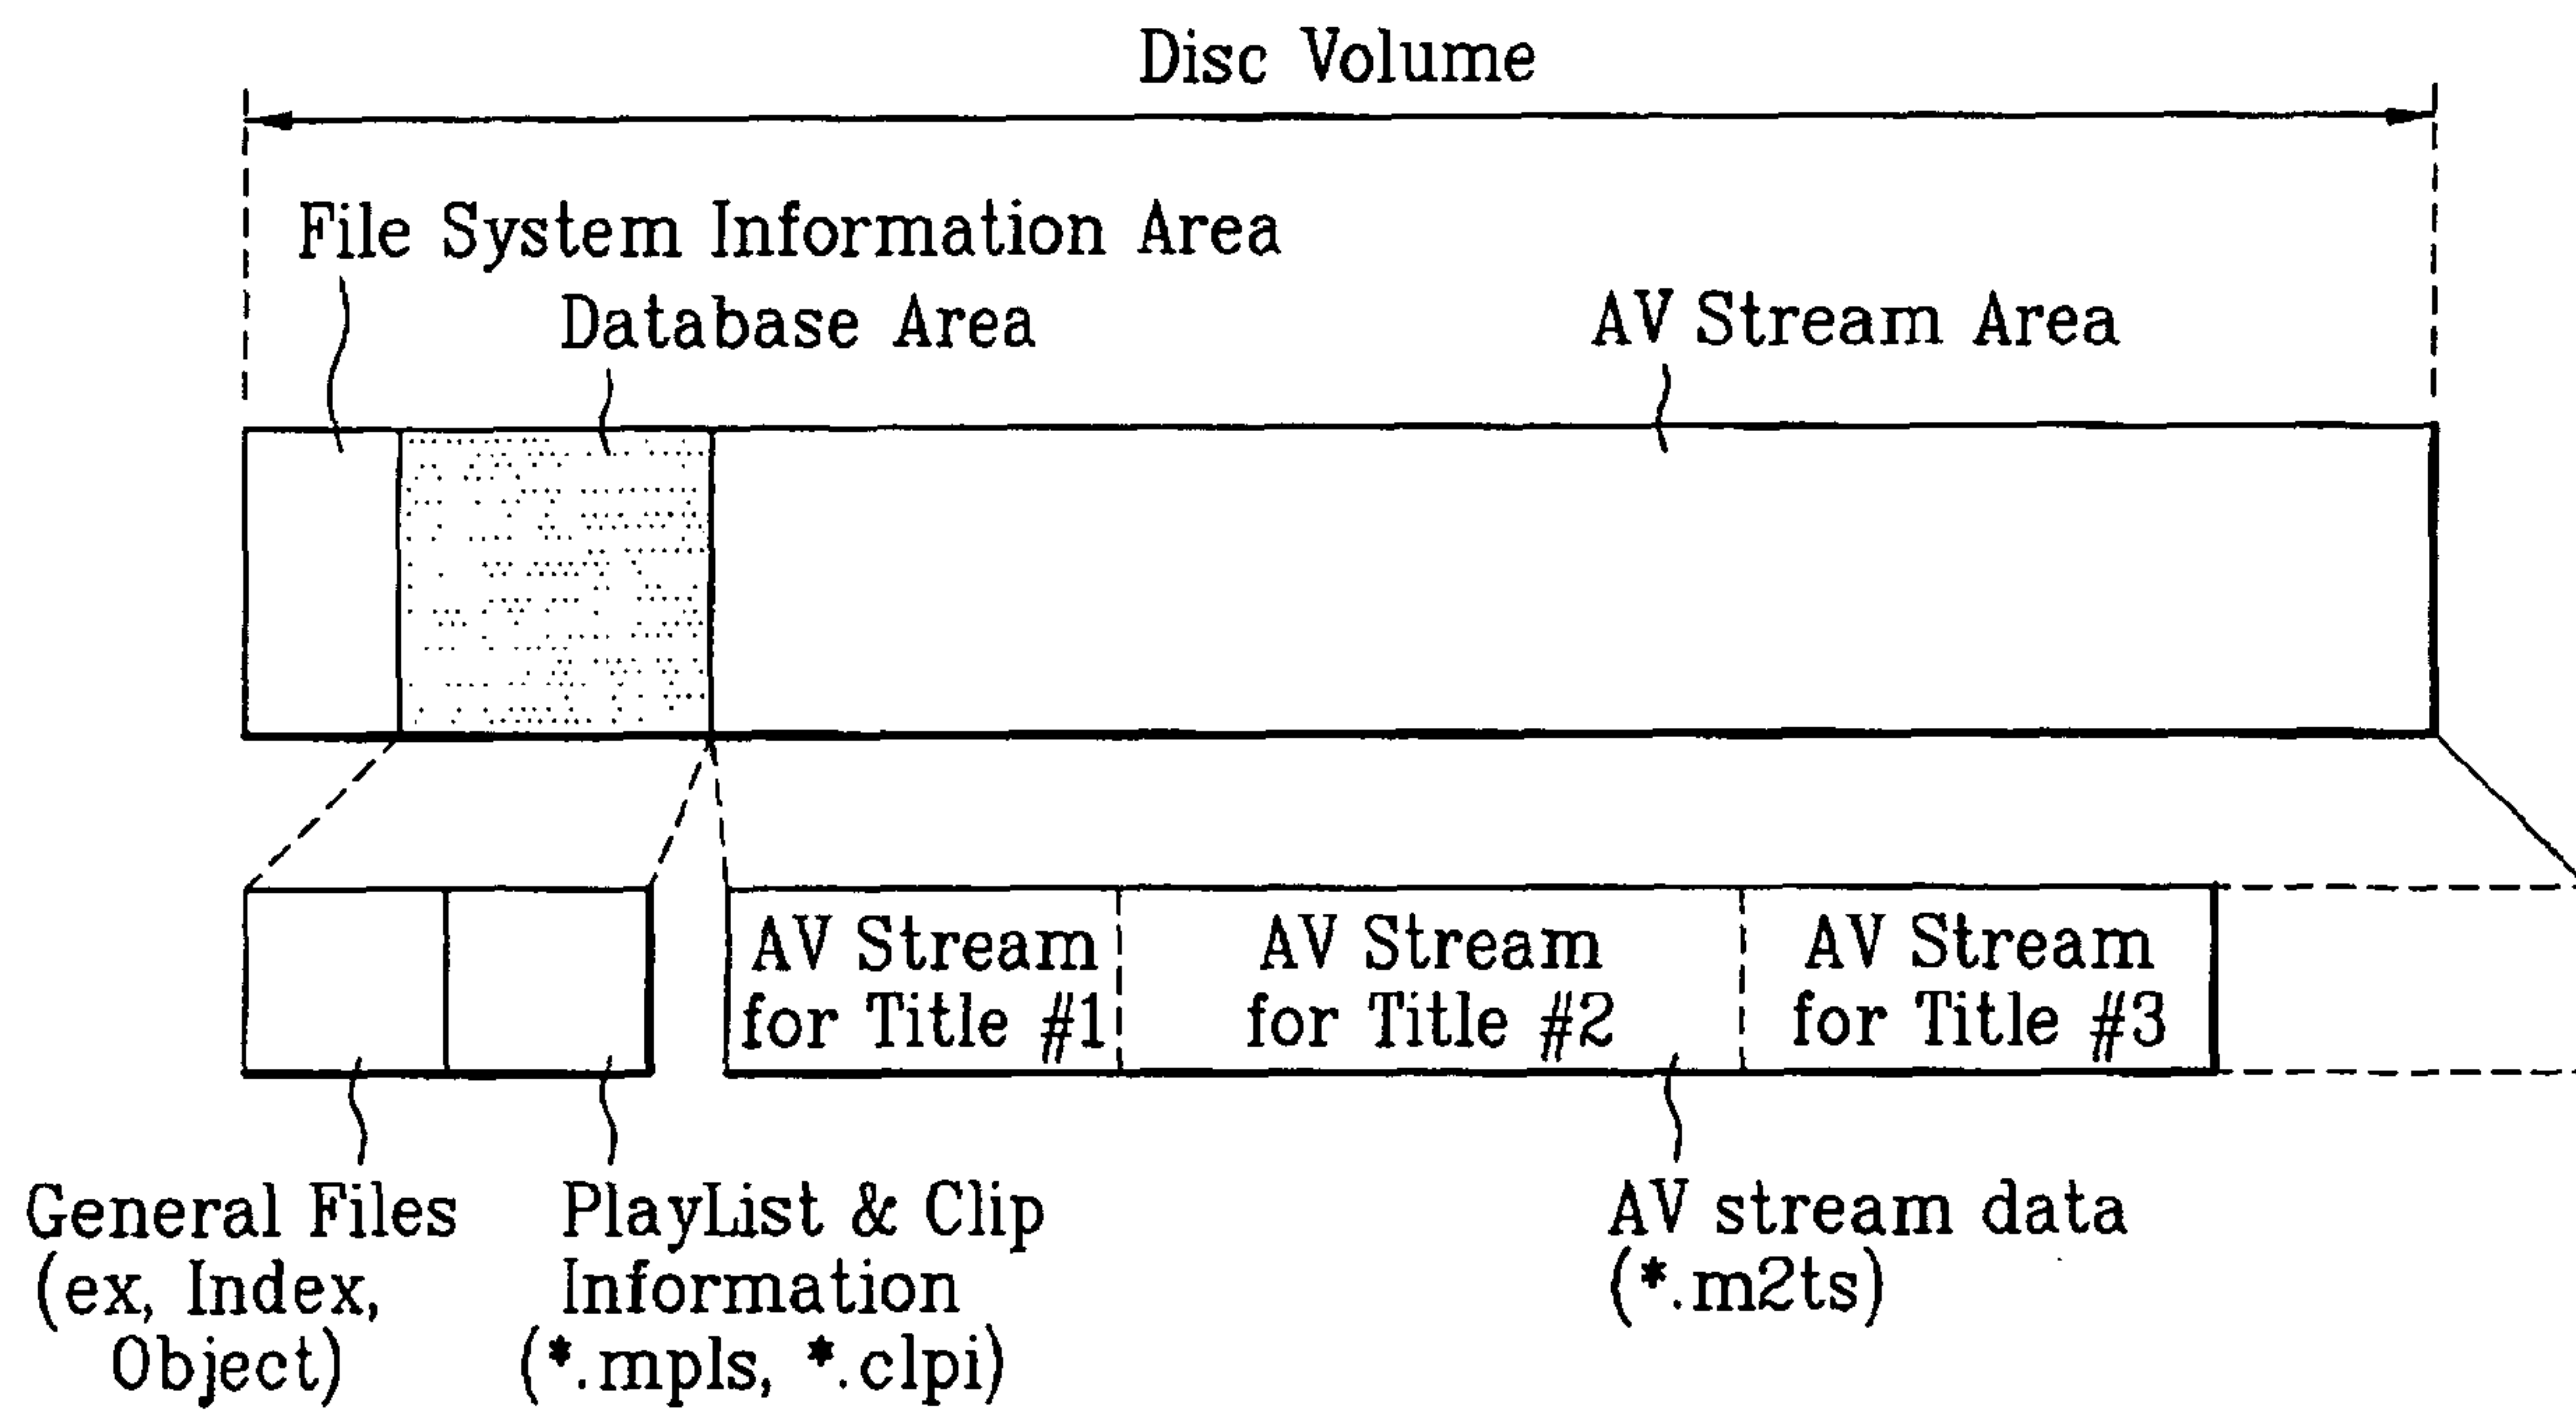 Disc Volume
File System Information Area
Database Area
AV Stream Area
AV Stream
for Title #1
AV Stream
for Title #2
AV Stream
for Title #3
General Files
(ex, Index,
Object)
PlayList & Clip
Information
(*.mpls, *.clpi)
AV stream data
(*.m2ts)